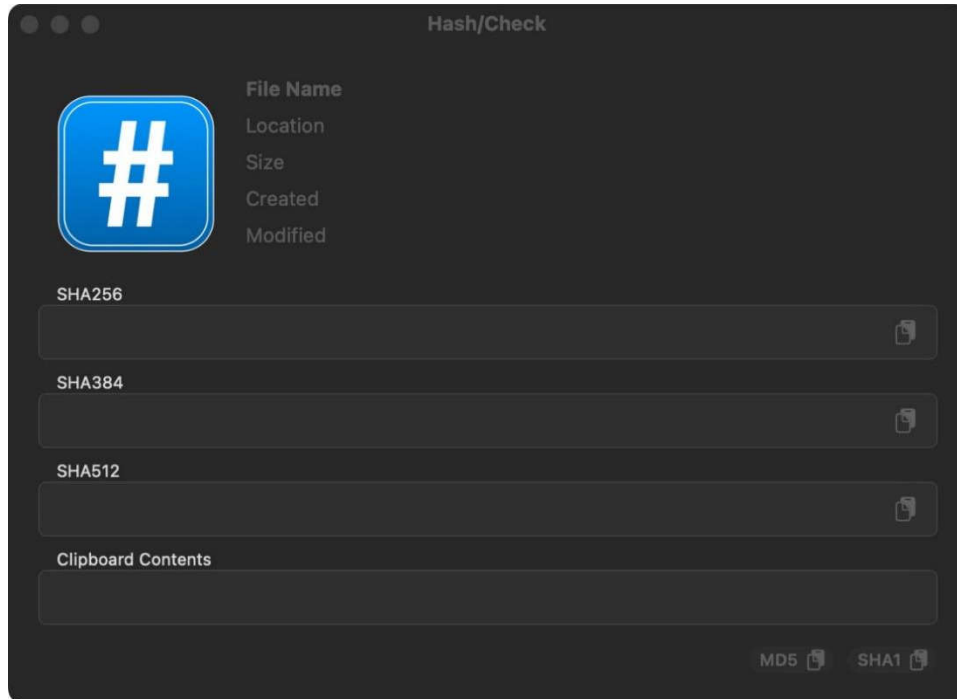 Hash/Check
#
File Name
Location
Size
Created
Modified
SHA256
SHA384
SHA512
Clipboard Contents
MD5 SHA1